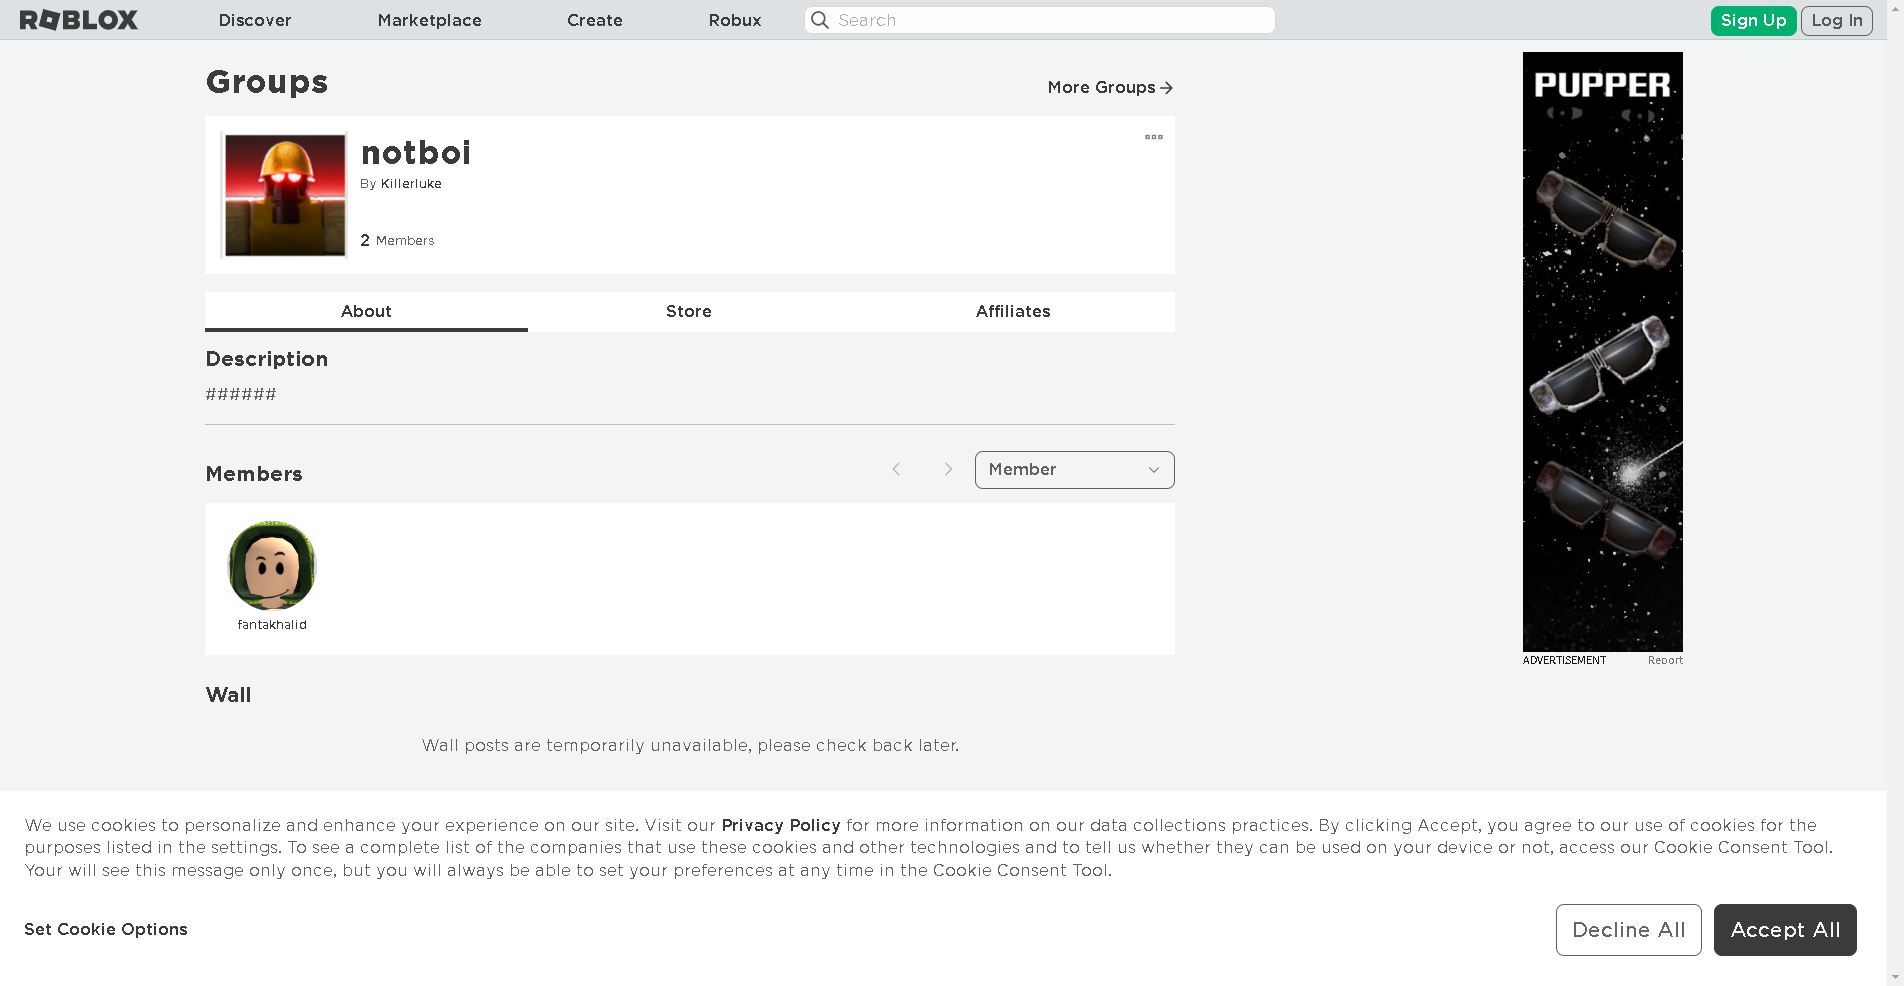 ROBLOX
Discover
Marketplace
Create
Robux
Search
Sign Up
Log In
Groups
More Groups
notboi
By Killerluke
2 Members
About
Store
Affiliates
Description
######
Members
Member
fantakhalid
Wall
Wall posts are temporarily unavailable, please check back later.
PUPPER
ADVERTISEMENT
Report
We use cookies to personalize and enhance your experience on our site. Visit our Privacy Policy for more information on our data collections practices. By clicking Accept, you agree to our use of cookies for the
purposes listed in the settings. To see a complete list of the companies that use these cookies and other technologies and to tell us whether they can be used on your device or not, access our Cookie Consent Tool.
Your will see this message only once, but you will always be able to set your preferences at any time in the Cookie Consent Tool.
Set Cookie Options
Decline All
Accept All